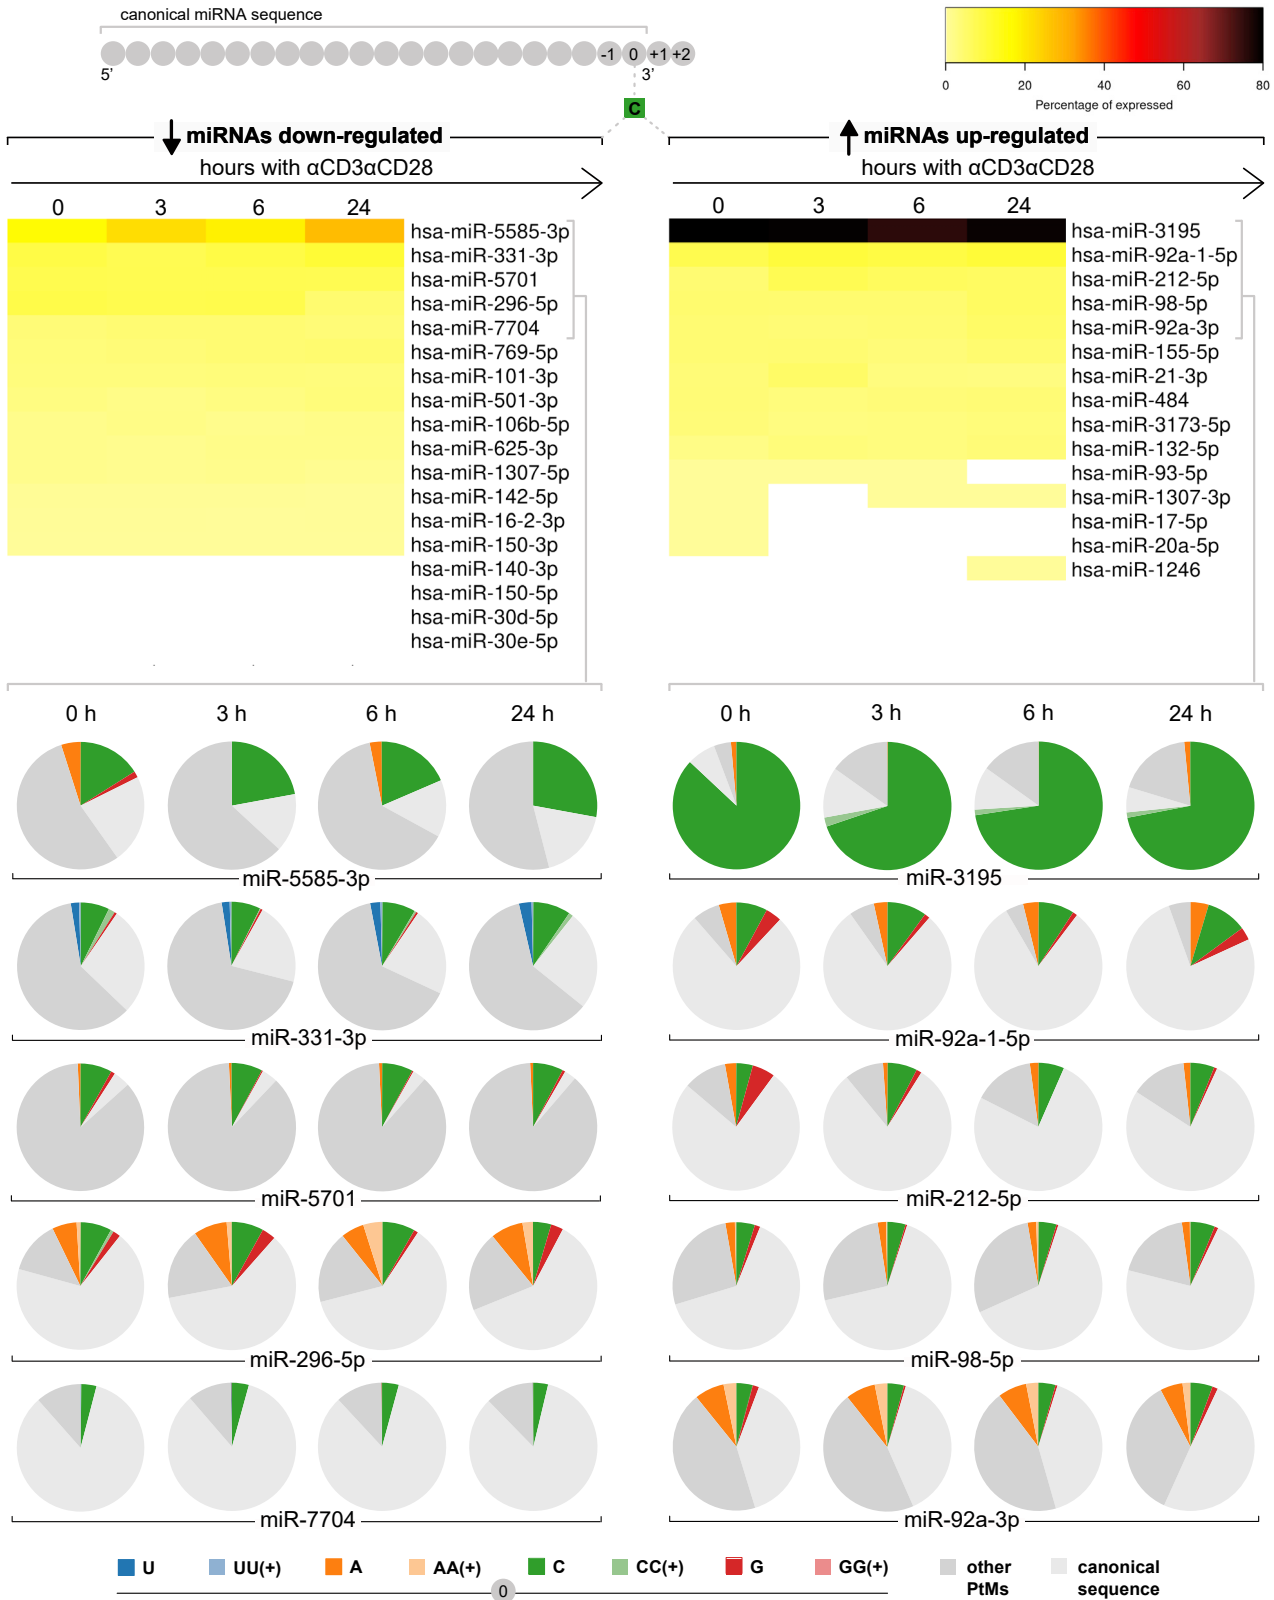 canonical miRNA sequence
-1 0 +1 +2
5' 3'
C
0 20 40 60 80
Percentage of expressed
miRNAs down-regulated
hours with αCD3αCD28
0 3 6 24
hsa-miR-5585-3p
hsa-miR-331-3p
hsa-miR-5701
hsa-miR-296-5p
hsa-miR-7704
hsa-miR-769-5p
hsa-miR-101-3p
hsa-miR-501-3p
hsa-miR-106b-5p
hsa-miR-625-3p
hsa-miR-1307-5p
hsa-miR-142-5p
hsa-miR-16-2-3p
hsa-miR-150-3p
hsa-miR-140-3p
hsa-miR-150-5p
hsa-miR-30d-5p
hsa-miR-30e-5p
miRNAs up-regulated
hours with αCD3αCD28
0 3 6 24
hsa-miR-3195
hsa-miR-92a-1-5p
hsa-miR-212-5p
hsa-miR-98-5p
hsa-miR-92a-3p
hsa-miR-155-5p
hsa-miR-21-3p
hsa-miR-484
hsa-miR-3173-5p
hsa-miR-132-5p
hsa-miR-93-5p
hsa-miR-1307-3p
hsa-miR-17-5p
hsa-miR-20a-5p
hsa-miR-1246
0 h 3 h 6 h 24 h
miR-5585-3p
miR-331-3p
miR-5701
miR-296-5p
miR-7704
0 h 3 h 6 h 24 h
miR-3195
miR-92a-1-5p
miR-212-5p
miR-98-5p
miR-92a-3p
U UU(+) A AA(+) C CC(+) G GG(+)
0
other
PtMs
canonical
sequence